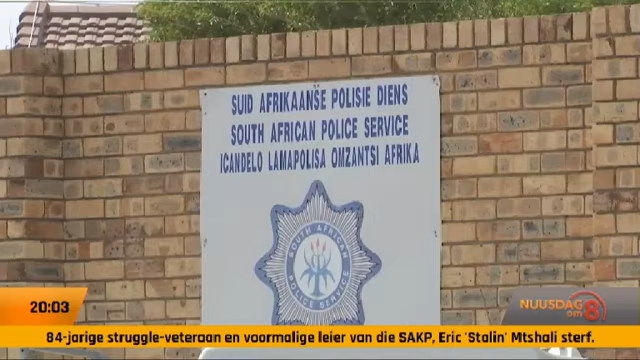 SUID AFRIKAANSE POLISIE DIENS
SOUTH AFRICAN POLICE SERVICE
ICANDELO LAMAPOLISA OMZANTSI AFRIKA
SOUTH AFRICAN
POLICE SERVICE
20:03
NUUSDAG
om 8
84-jarige struggle-veteraan en voormalige leier van die SAKP, Eric 'Stalin' Mtshali sterf.